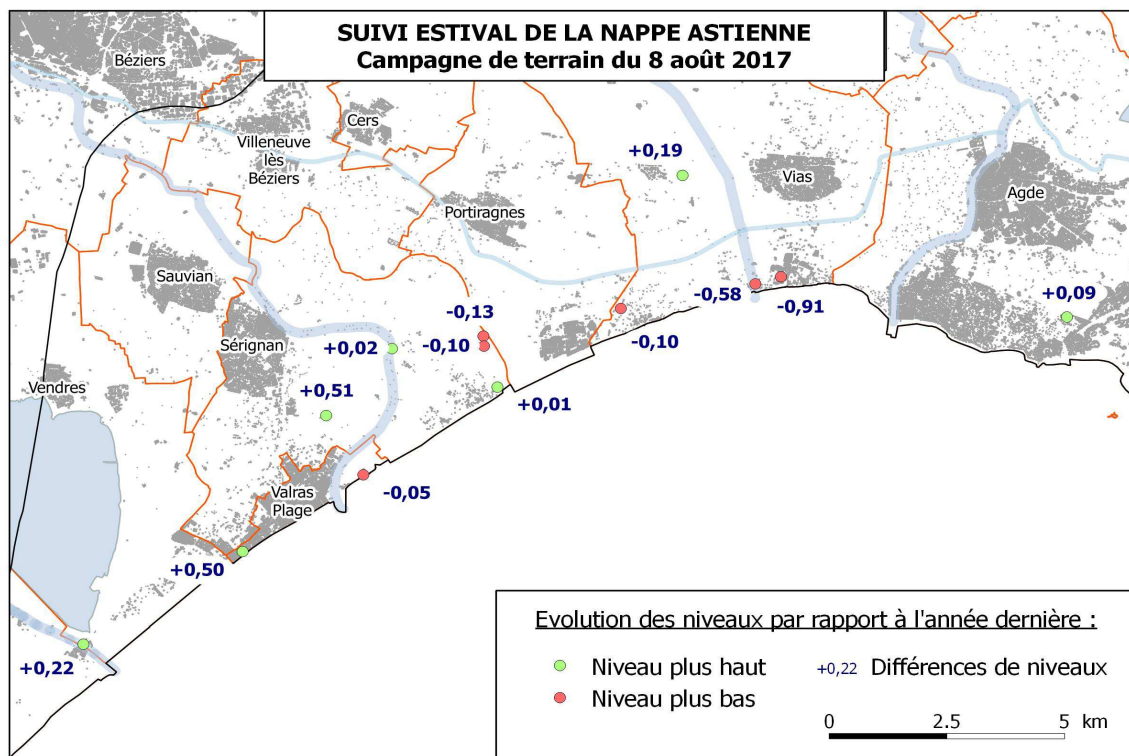 SUIVI ESTIVAL DE LA NAPPE ASTIENNE
Campagne de terrain du 8 août 2017
Béziers
Cers
Villeneuve
lès
Béziers
+0,19
Vias
Agde
Portiragnes
Sauvian
-0,58
-0,91
+0,09
-0,13
Sérignan
+0,02
-0,10
-0,10
Vendres
+0,51
+0,01
Valras
Plage
-0,05
+0,50
+0,22
Evolution des niveaux par rapport à l'année dernière :
Niveau plus haut
+0,22 Différences de niveaux
Niveau plus bas
0 2.5 5 km